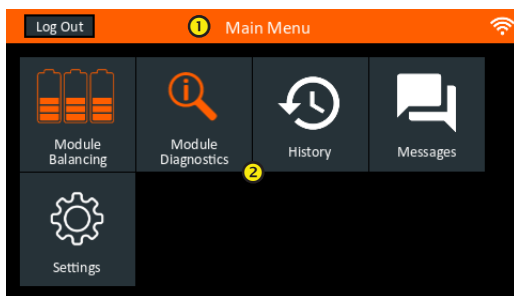 Log Out
1
Main Menu
Module
Balancing
Module
Diagnostics
History
Messages
2
Settings